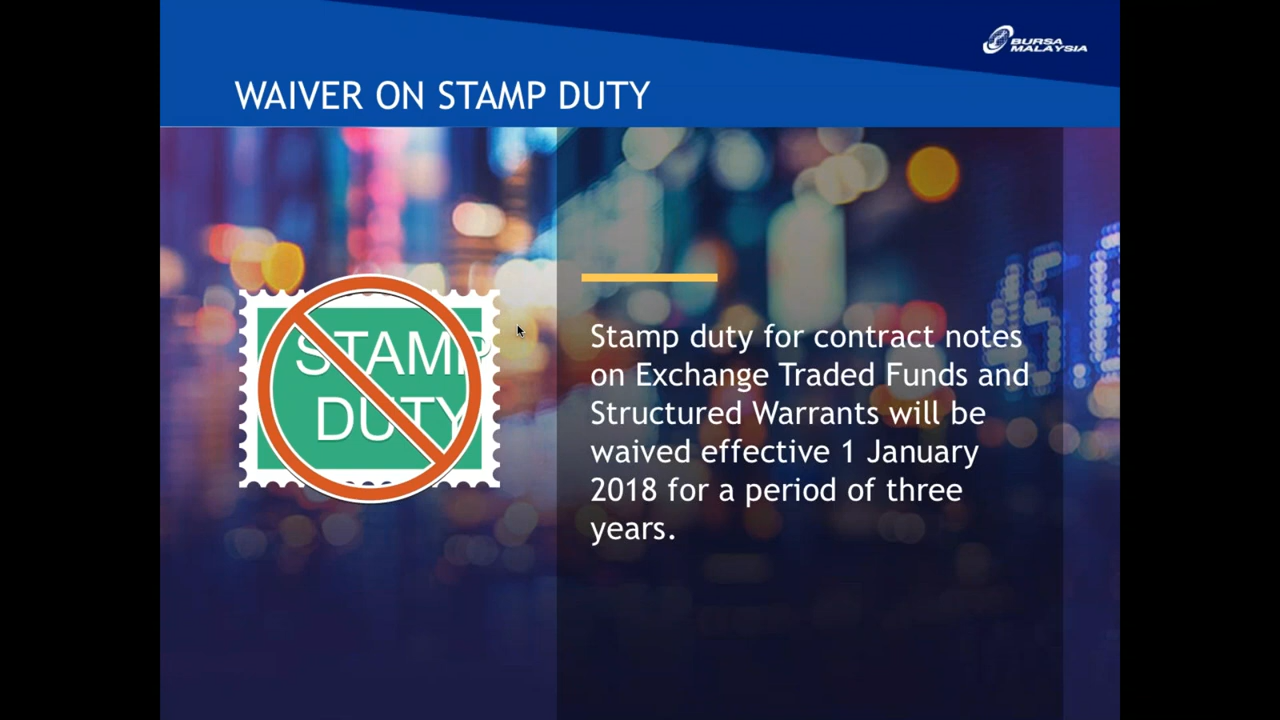 BURSA
MALAYSIA
WAIVER ON STAMP DUTY
STAMP
DUTY
Stamp duty for contract notes
on Exchange Traded Funds and
Structured Warrants will be
waived effective 1 January
2018 for a period of three
years.